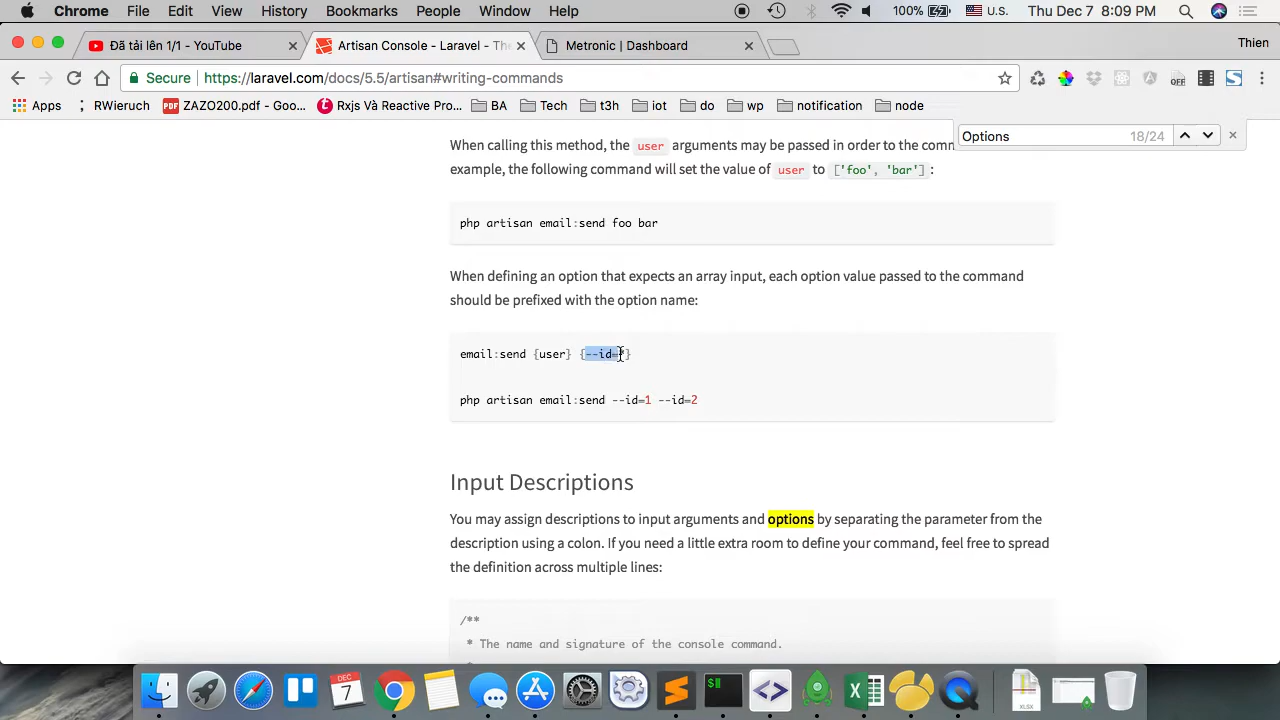 Chrome File Edit View History Bookmarks People Window Help 100% U.S. Thu Dec 7 8:09 PM
Đã tải lên 1/1 - YouTube Artisan Console - Laravel - The Metronic | Dashboard Thien
Secure https://laravel.com/docs/5.5/artisan#writing-commands OFF
Apps RWieruch PDF ZAZO200.pdf - Goo... Rxjs Và Reactive Pro... BA Tech t3h iot do wp notification node
Options 18/24
When calling this method, the user arguments may be passed in order to the comm
example, the following command will set the value of user to ['foo', 'bar'] :
php artisan email:send foo bar
When defining an option that expects an array input, each option value passed to the command
should be prefixed with the option name:
email:send {user} {--id=*}
php artisan email:send --id=1 --id=2
Input Descriptions
You may assign descriptions to input arguments and options by separating the parameter from the
description using a colon. If you need a little extra room to define your command, feel free to spread
the definition across multiple lines:
/**
* The name and signature of the console command.
DEC
7
XLSX